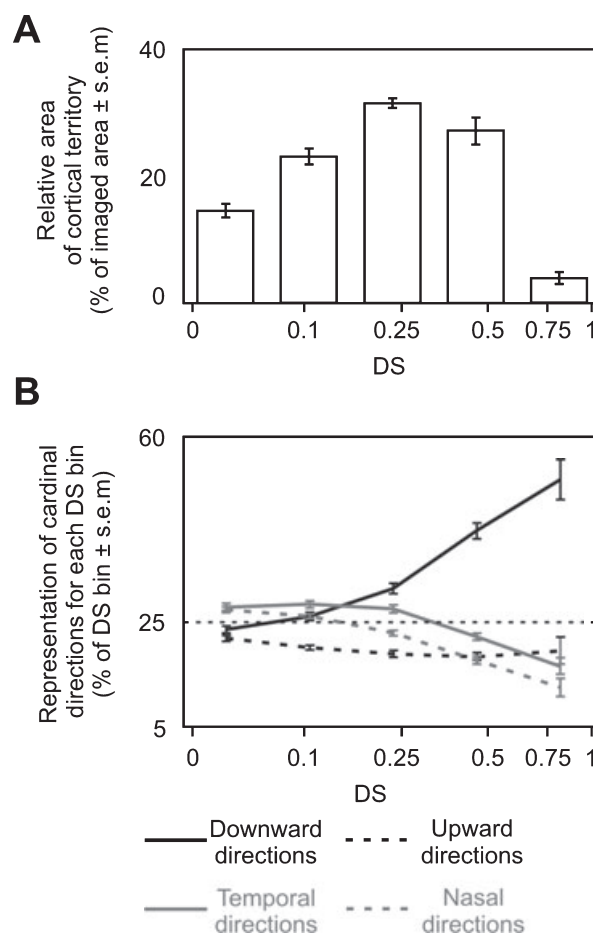 A
40
20
0
Relative area
of cortical territory
(% of imaged area ± s.e.m)
0 0.1 0.25 0.5 0.75 1
DS
B
60
25
5
Representation of cardinal
directions for each DS bin
(% of DS bin ± s.e.m)
0 0.1 0.25 0.5 0.75 1
DS
Downward directions
Upward directions
Temporal directions
Nasal directions